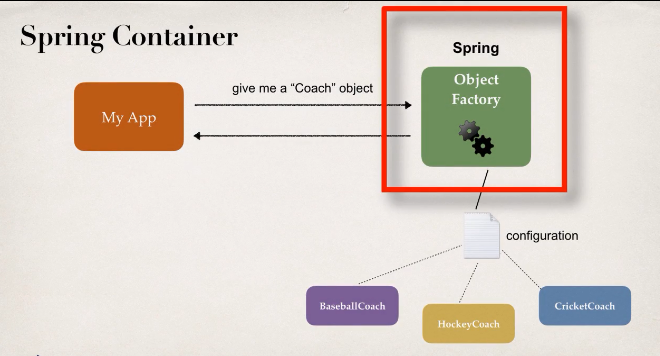 Spring Container
Spring
give me a “Coach” object
Object
Factory
My App
configuration
BaseballCoach
HockeyCoach
CricketCoach